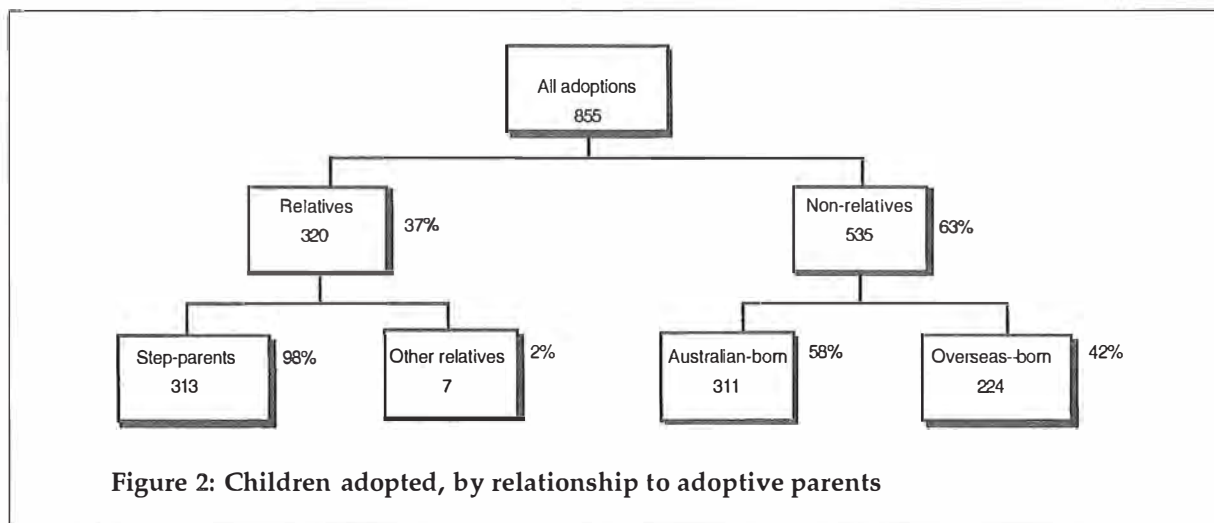 All adoptions
855
Relatives
320
37%
Non-relatives
535
63%
Step-parents
313
98%
Other relatives
7
2%
Australian-born
311
58%
Overseas--born
224
42%
Figure 2: Children adopted, by relationship to adoptive parents